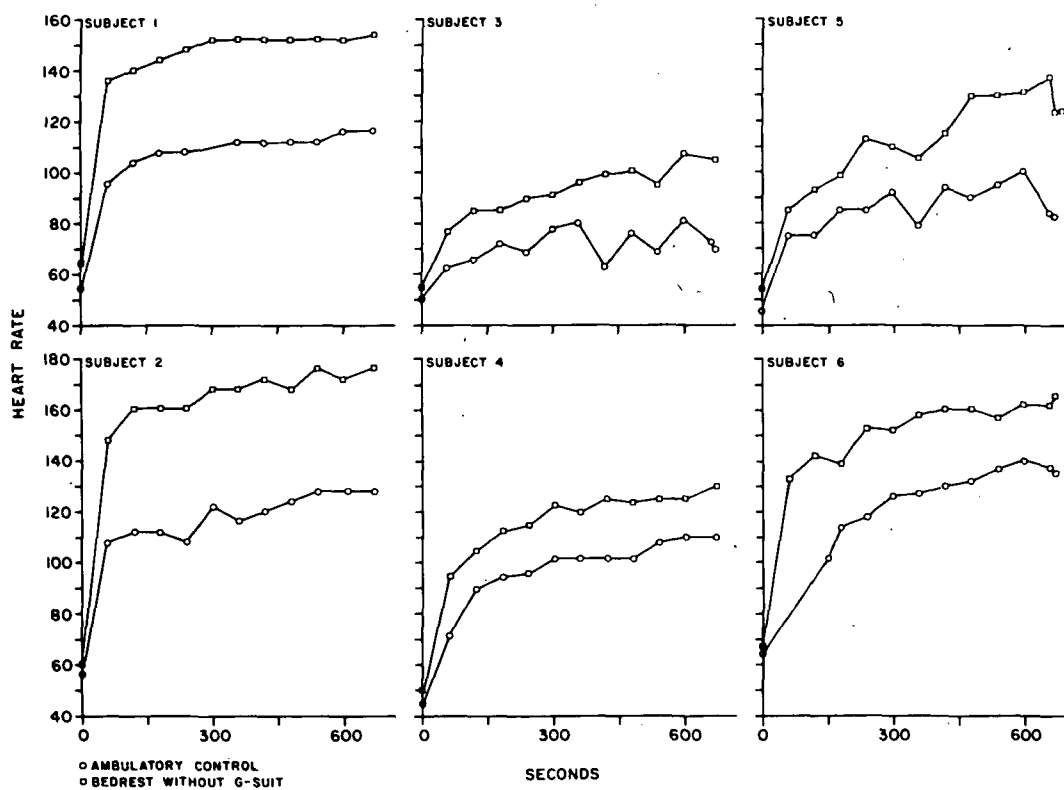 SUBJECT 1
SUBJECT 3
SUBJECT 5
160
140
120
100
80
60
40
HEART RATE
SUBJECT 2
SUBJECT 4
SUBJECT 6
180
160
140
120
100
80
60
40
0 300 600
0 300 600
0 300 600
AMBULATORY CONTROL
BEDREST WITHOUT G-SUIT
SECONDS